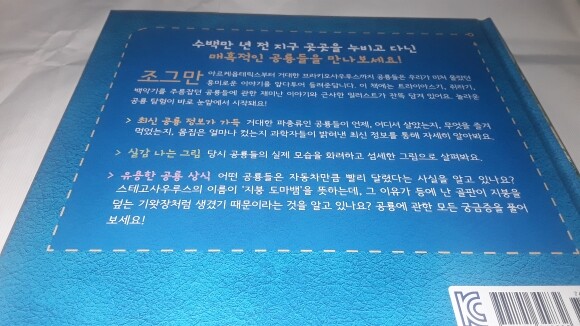 수백만 년 전 지구 곳곳을 누비고 다닌
매혹적인 공룡들을 만나보세요!
조그만 아르케옵테릭스부터 거대한 브라키오사우루스까지 공룡들은 우리가 미처 몰랐던
흥미로운 이야기를 앞다투어 들려준답니다. 이 책에는 트라이아스기, 쥐라기,
백악기를 주름잡던 공룡들에 관한 재미난 이야기와 근사한 일러스트가 잔뜩 담겨 있어요. 놀라운
공룡 탐험이 바로 눈앞에서 시작돼요!
> 최신 공룡 정보가 가득 거대한 파충류인 공룡들이 언제, 어디서 살았는지, 무엇을 즐겨
먹었는지, 몸집은 얼마나 컸는지 과학자들이 밝혀낸 최신 정보를 통해 자세히 알아봐요.
> 실감 나는 그림 당시 공룡들의 실제 모습을 화려하고 섬세한 그림으로 살펴봐요.
> 유용한 공룡 상식 어떤 공룡들은 자동차만큼 빨리 달렸다는 사실을 알고 있나요?
스테고사우루스의 이름이 '지붕 도마뱀'을 뜻하는데, 그 이유가 등에 난 골판이 지붕을
덮는 기왓장처럼 생겼기 때문이라는 것을 알고 있나요? 공룡에 관한 모든 궁금증을 풀어
보세요!